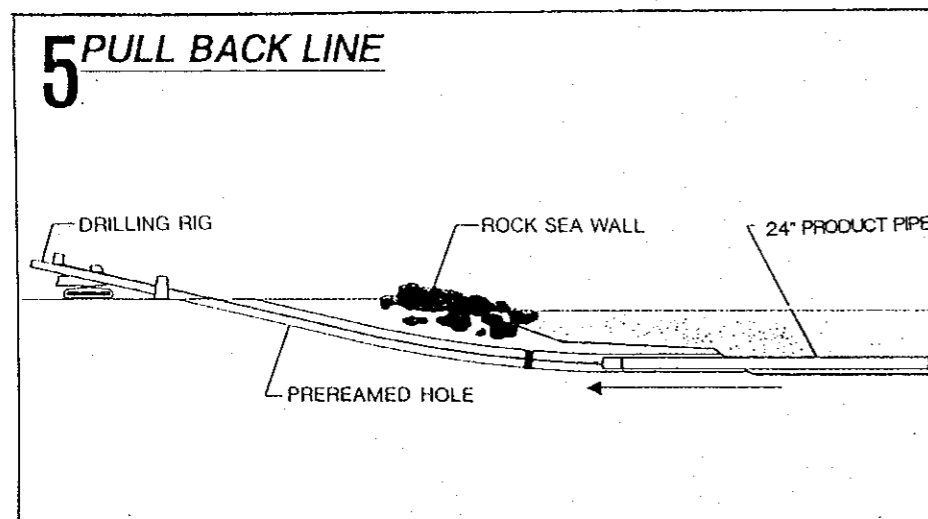 5 PULL BACK LINE
DRILLING RIG
ROCK SEA WALL
24" PRODUCT PIPE
PREREAMED HOLE